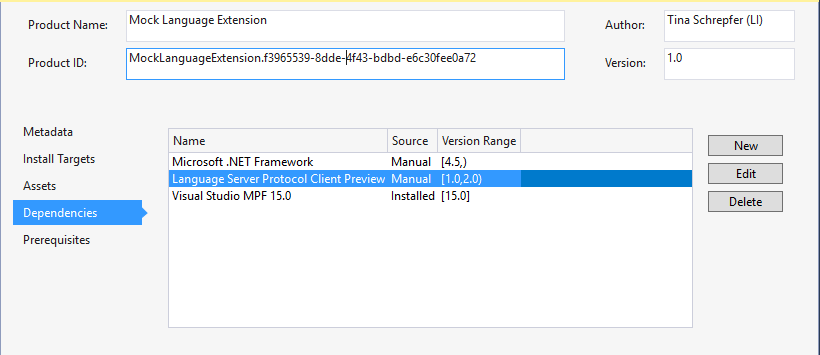 Product Name: Mock Language Extension Author: Tina Schrepfer (LI)
Product ID: MockLanguageExtension.f3965539-8dde-4f43-bdbd-e6c30fee0a72 Version: 1.0
Metadata
Install Targets
Assets
Dependencies
Prerequisites
Name Source Version Range
Microsoft .NET Framework Manual [4.5,)
Language Server Protocol Client Preview Manual [1.0,2.0)
Visual Studio MPF 15.0 Installed [15.0]
New
Edit
Delete